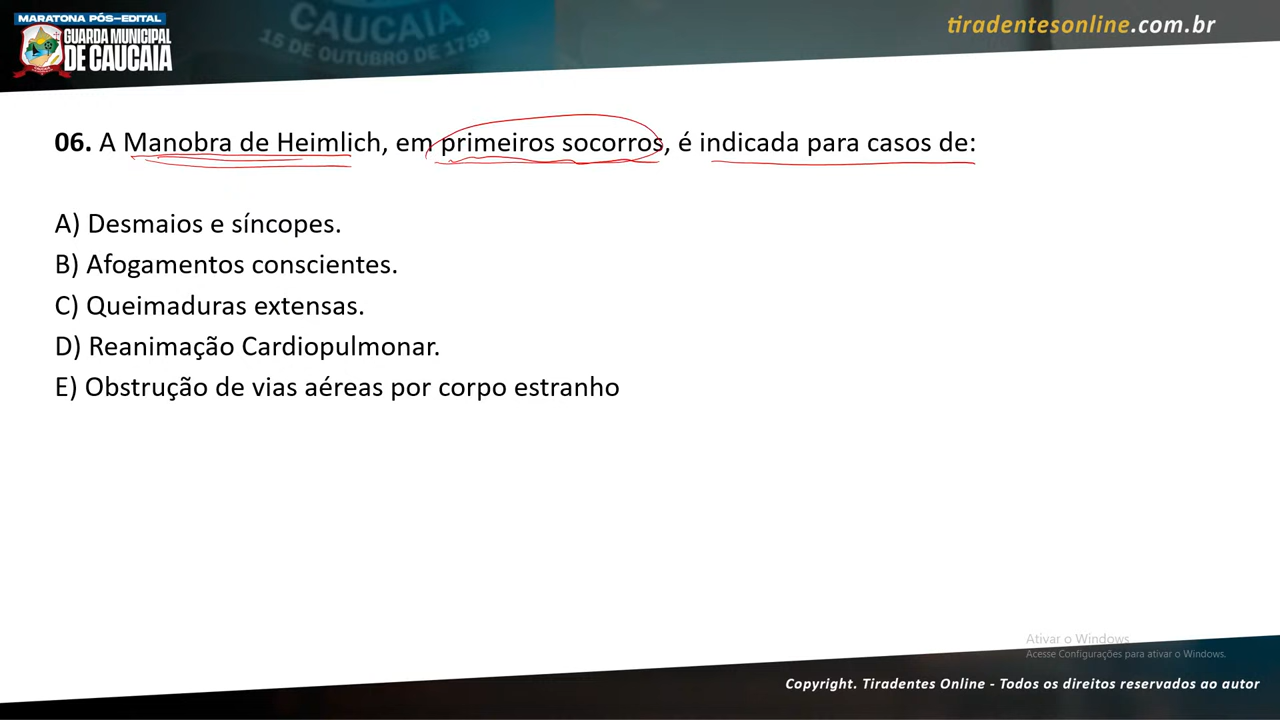 MARATONA PÓS-EDITAL
GUARDA MUNICIPAL
DE CAUCAIA
CAUCAIA
15 DE OUTUBRO DE 1759
tiradentesonline.com.br
06. A Manobra de Heimlich, em primeiros socorros, é indicada para casos de:
A) Desmaios e síncopes.
B) Afogamentos conscientes.
C) Queimaduras extensas.
D) Reanimação Cardiopulmonar.
E) Obstrução de vias aéreas por corpo estranho
Ativar o Windows
Acesse Configurações para ativar o Windows.
Copyright. Tiradentes Online - Todos os direitos reservados ao autor